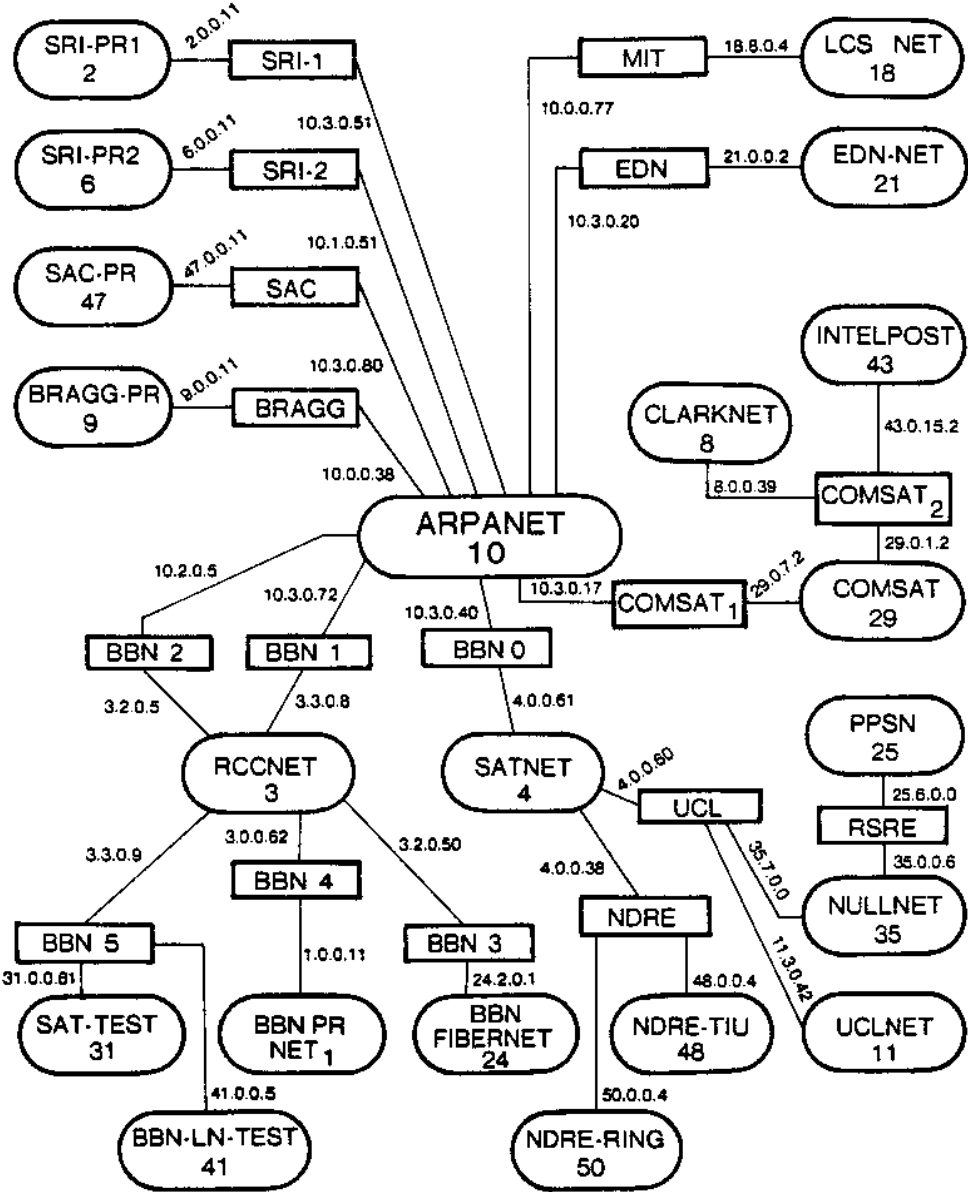 SRI-PR1
2
2.0.0.11
SRI-1
10.3.0.51
MIT
18.8.0.4
10.0.0.77
LCS NET
18
SRI-PR2
6
6.0.0.11
SRI-2
10.1.0.51
EDN
21.0.0.2
10.3.0.20
EDN-NET
21
SAC-PR
47
47.0.0.11
SAC
10.3.0.80
INTELPOST
43
43.0.15.2
BRAGG-PR
9
9.0.0.11
BRAGG
10.0.0.38
CLARKNET
8
8.0.0.39
COMSAT 2
29.0.1.2
ARPANET
10
10.3.0.17
COMSAT 1
29.0.7.2
COMSAT
29
10.2.0.5
10.3.0.72
10.3.0.40
BBN 2
BBN 1
BBN 0
3.2.0.5
3.3.0.8
4.0.0.61
RCCNET
3
SATNET
4
4.0.0.60
UCL
PPSN
25
25.6.0.0
RSRE
35.0.0.6
3.3.0.9
3.0.0.62
3.2.0.50
4.0.0.38
35.7.0.0
11.3.0.42
NULLNET
35
BBN 4
BBN 5
BBN 3
NDRE
31.0.0.61
1.0.0.11
24.2.0.1
48.0.0.4
SAT-TEST
31
BBN PR
NET 1
BBN
FIBERNET
24
NDRE-TIU
48
UCLNET
11
41.0.0.5
50.0.0.4
BBN-LN-TEST
41
NDRE-RING
50